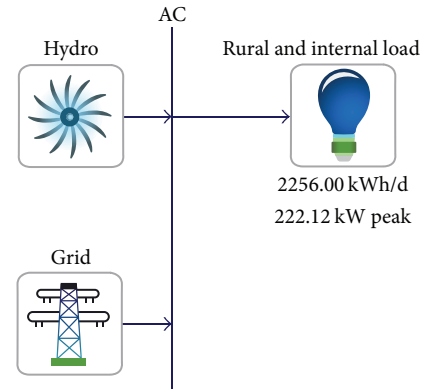 AC
Hydro
Rural and internal load
2256.00 kWh/d
222.12 kW peak
Grid